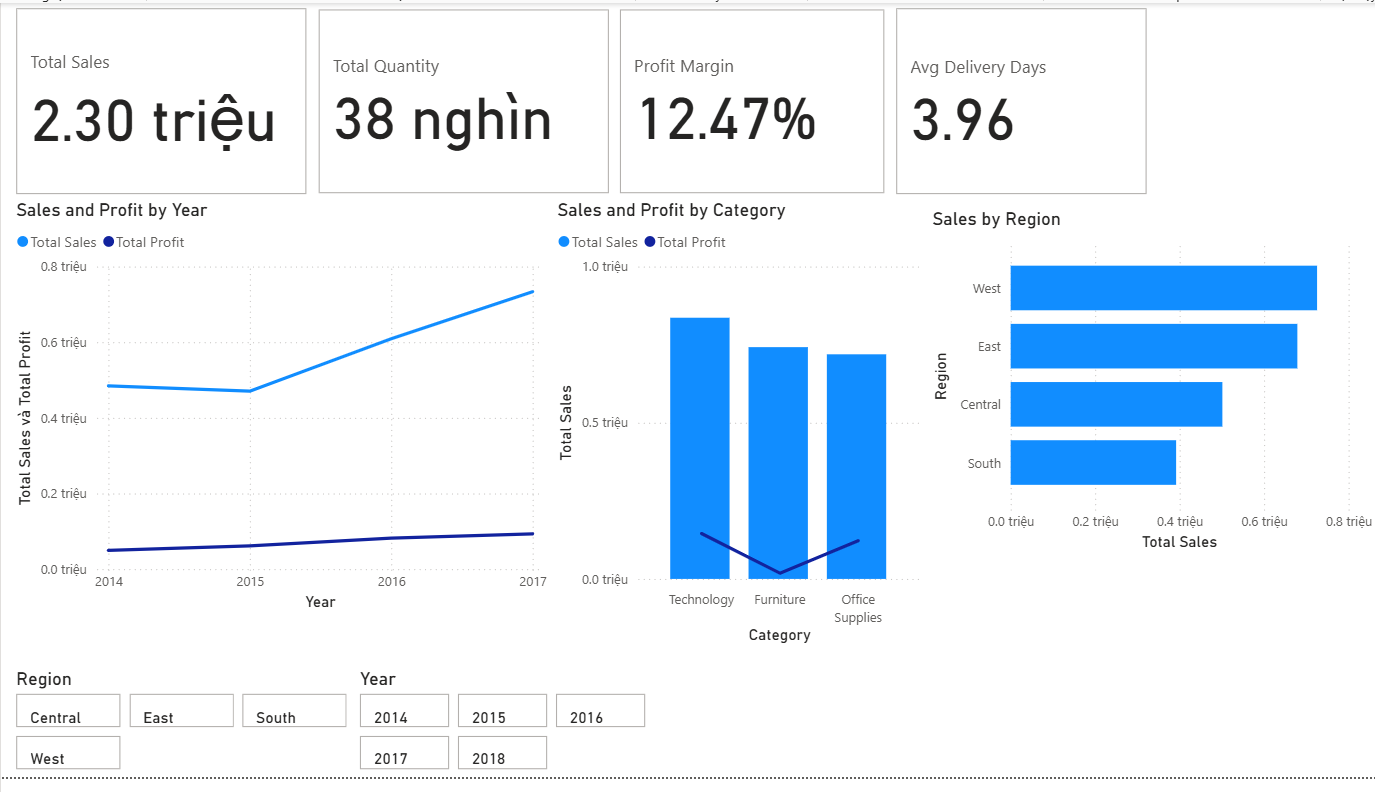 Total Sales
2.30 triệu
Total Quantity
38 nghìn
Profit Margin
12.47%
Avg Delivery Days
3.96
Sales and Profit by Year
Total Sales Total Profit
0.8 triệu
0.6 triệu
0.4 triệu
0.2 triệu
0.0 triệu
Total Sales và Total Profit
2014 2015 2016 2017
Year
Sales and Profit by Category
Total Sales Total Profit
1.0 triệu
0.5 triệu
0.0 triệu
Total Sales
Technology Furniture Office
Supplies
Category
Sales by Region
Region
West
East
Central
South
0.0 triệu 0.2 triệu 0.4 triệu 0.6 triệu 0.8 triệu
Total Sales
Region
Central East South
West
Year
2014 2015 2016
2017 2018